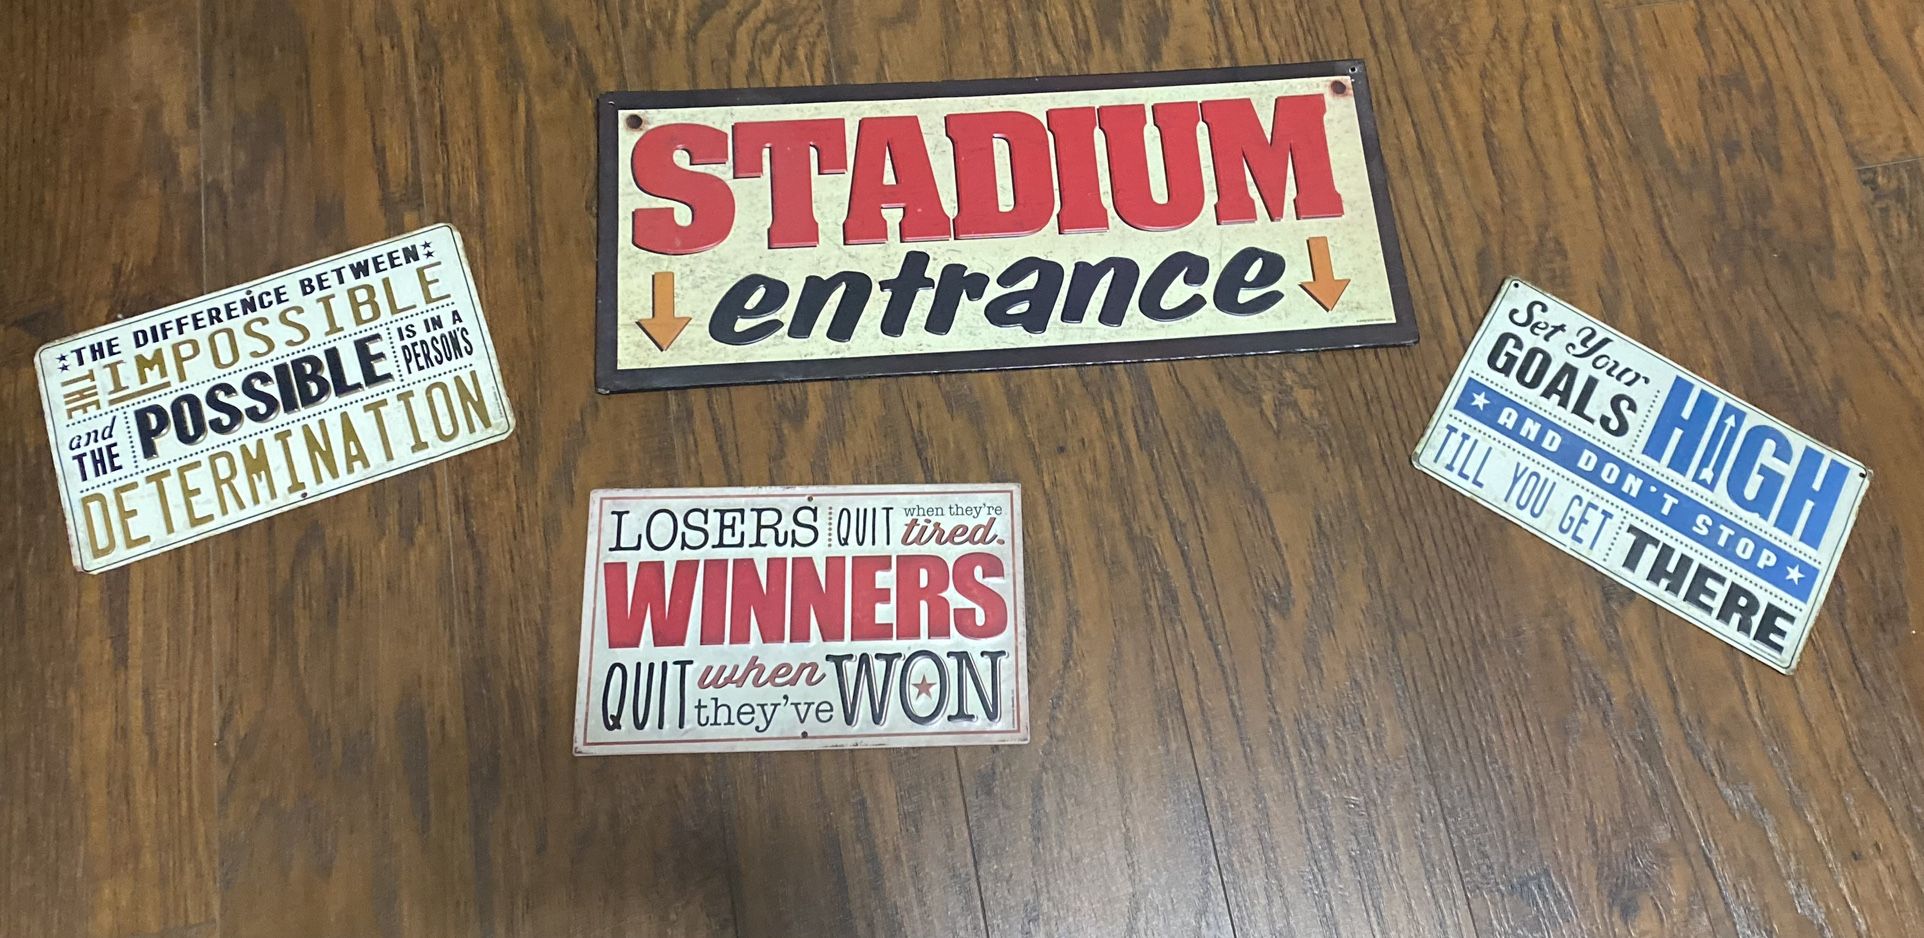 STADIUM
entrance
THE DIFFERENCE BETWEEN
THE IMPOSSIBLE
and THE POSSIBLE IS IN A PERSON'S
DETERMINATION
LOSERS QUIT when they're tired.
WINNERS
QUIT when they've WON
Set Your
GOALS HIGH
AND DON'T STOP
TILL YOU GET THERE